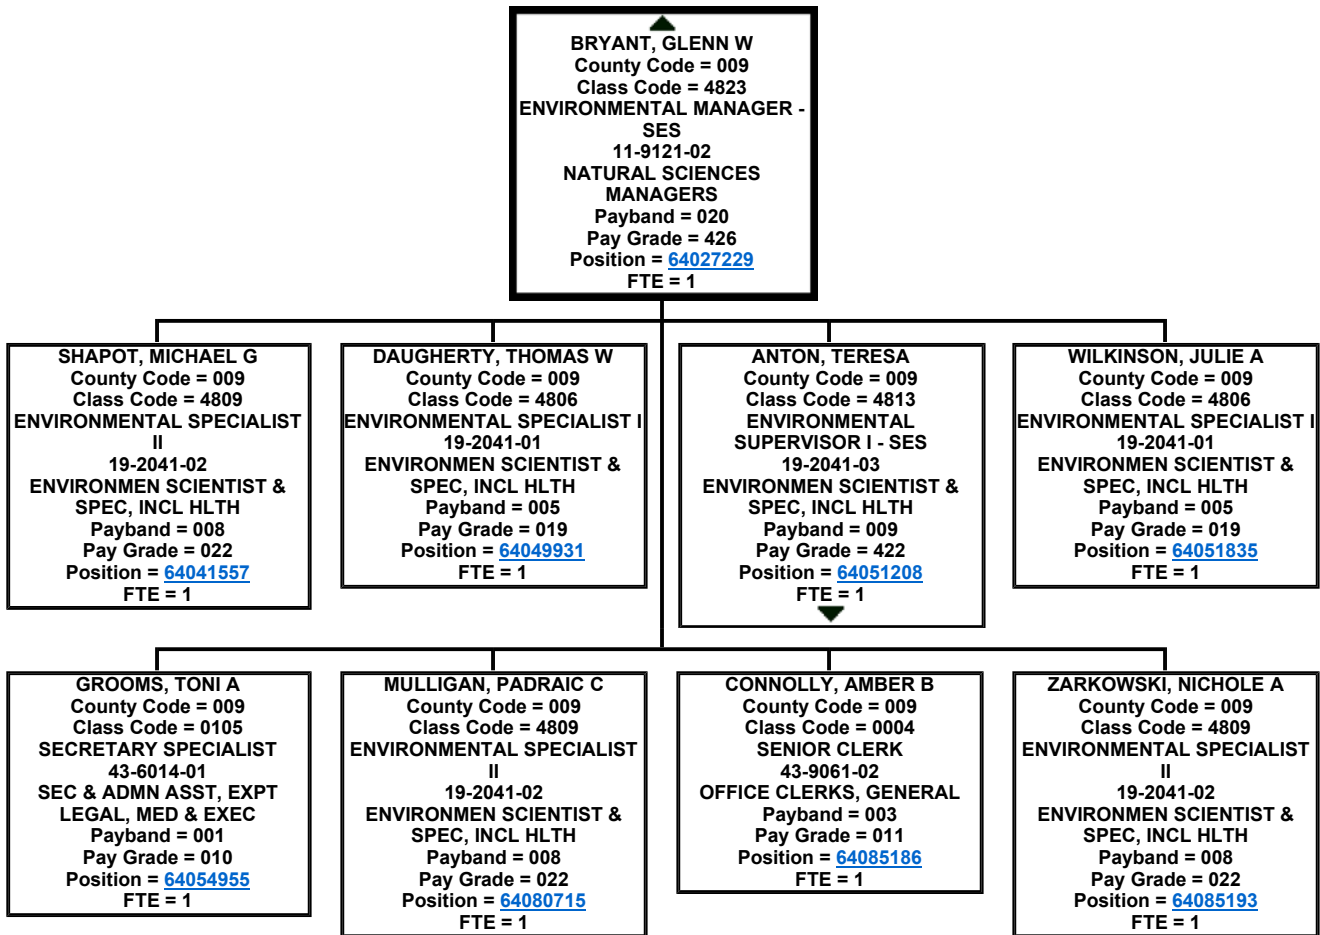 BRYANT, GLENN W
County Code = 009
Class Code = 4823
ENVIRONMENTAL MANAGER -
SES
11-9121-02
NATURAL SCIENCES
MANAGERS
Payband = 020
Pay Grade = 426
Position = 64027229
FTE = 1
SHAPOT, MICHAEL G
County Code = 009
Class Code = 4809
ENVIRONMENTAL SPECIALIST
II
19-2041-02
ENVIRONMEN SCIENTIST &
SPEC, INCL HLTH
Payband = 008
Pay Grade = 022
Position = 64041557
FTE = 1
DAUGHERTY, THOMAS W
County Code = 009
Class Code = 4806
ENVIRONMENTAL SPECIALIST I
19-2041-01
ENVIRONMEN SCIENTIST &
SPEC, INCL HLTH
Payband = 005
Pay Grade = 019
Position = 64049931
FTE = 1
ANTON, TERESA
County Code = 009
Class Code = 4813
ENVIRONMENTAL
SUPERVISOR I - SES
19-2041-03
ENVIRONMEN SCIENTIST &
SPEC, INCL HLTH
Payband = 009
Pay Grade = 422
Position = 64051208
FTE = 1
WILKINSON, JULIE A
County Code = 009
Class Code = 4806
ENVIRONMENTAL SPECIALIST I
19-2041-01
ENVIRONMEN SCIENTIST &
SPEC, INCL HLTH
Payband = 005
Pay Grade = 019
Position = 64051835
FTE = 1
GROOMS, TONI A
County Code = 009
Class Code = 0105
SECRETARY SPECIALIST
43-6014-01
SEC & ADMN ASST, EXPT
LEGAL, MED & EXEC
Payband = 001
Pay Grade = 010
Position = 64054955
FTE = 1
MULLIGAN, PADRAIC C
County Code = 009
Class Code = 4809
ENVIRONMENTAL SPECIALIST
II
19-2041-02
ENVIRONMEN SCIENTIST &
SPEC, INCL HLTH
Payband = 008
Pay Grade = 022
Position = 64080715
FTE = 1
CONNOLLY, AMBER B
County Code = 009
Class Code = 0004
SENIOR CLERK
43-9061-02
OFFICE CLERKS, GENERAL
Payband = 003
Pay Grade = 011
Position = 64085186
FTE = 1
ZARKOWSKI, NICHOLE A
County Code = 009
Class Code = 4809
ENVIRONMENTAL SPECIALIST
II
19-2041-02
ENVIRONMEN SCIENTIST &
SPEC, INCL HLTH
Payband = 008
Pay Grade = 022
Position = 64085193
FTE = 1